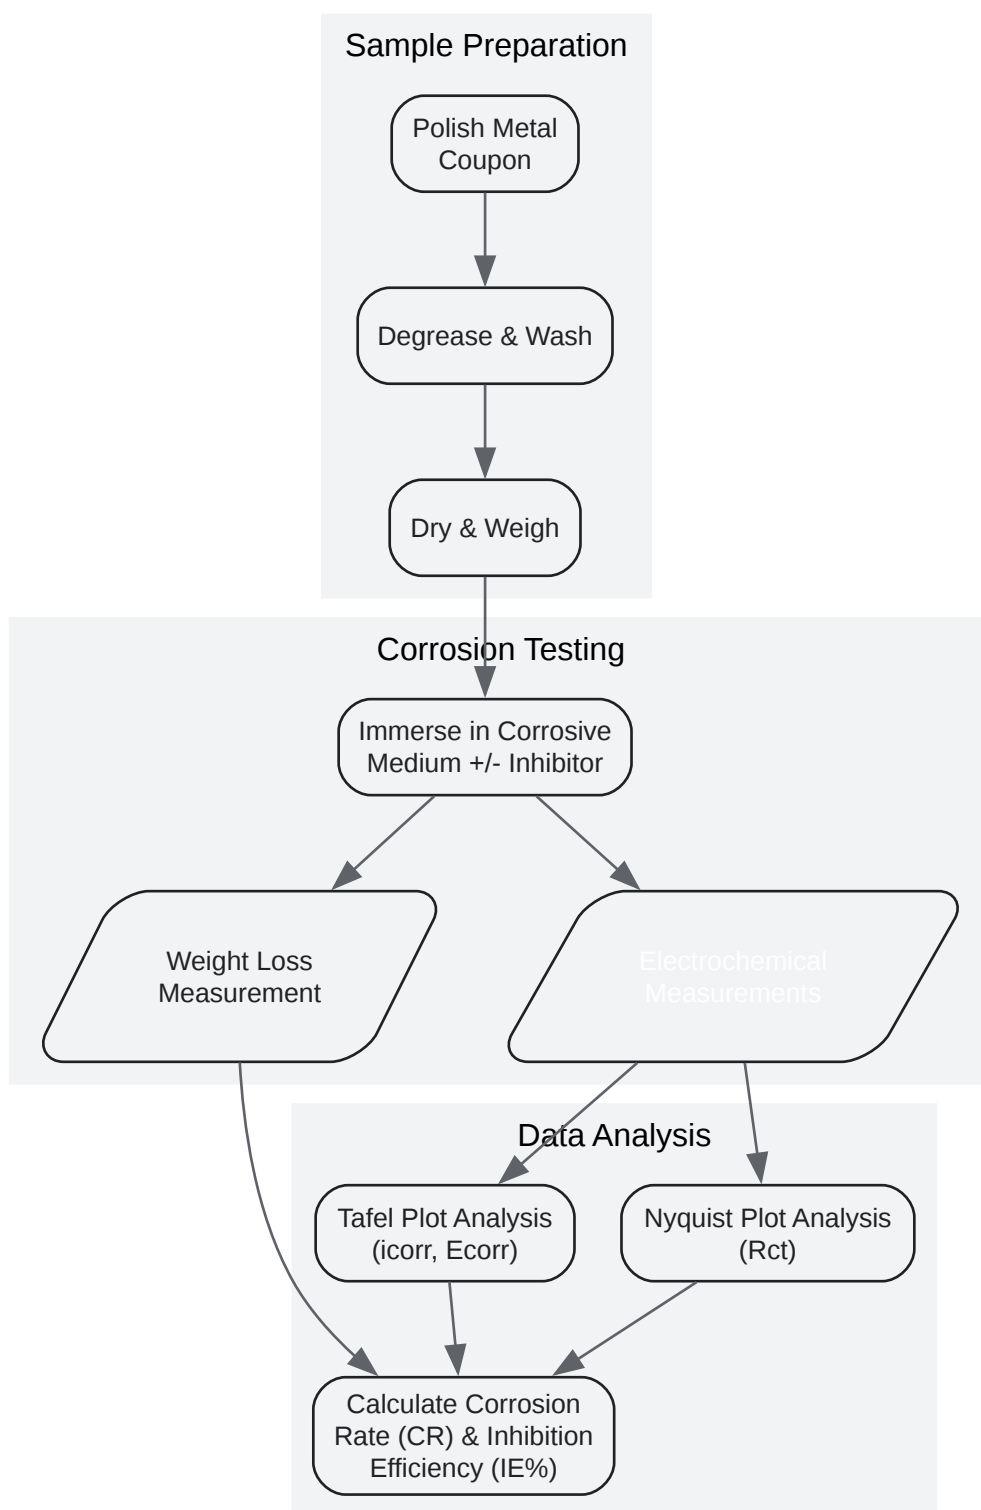 Sample Preparation
Polish Metal
Coupon
Degrease & Wash
Dry & Weigh
Corrosion Testing
Immerse in Corrosive
Medium +/- Inhibitor
Weight Loss
Measurement
Electrochemical
Measurements
Data Analysis
Tafel Plot Analysis
(icorr, Ecorr)
Nyquist Plot Analysis
(Rct)
Calculate Corrosion
Rate (CR) & Inhibition
Efficiency (IE%)